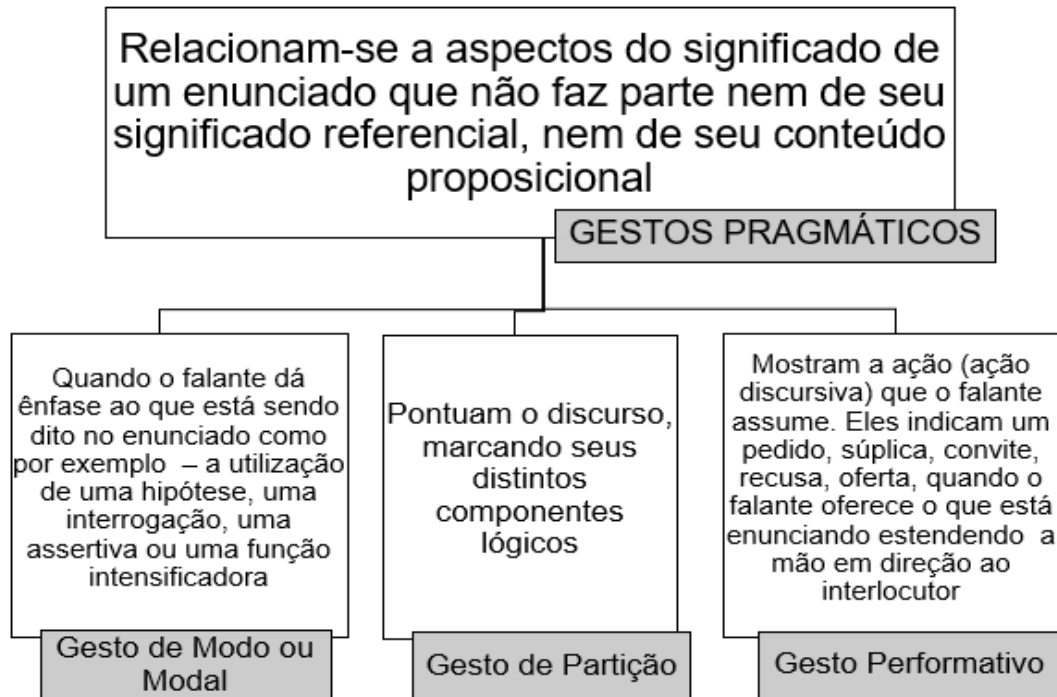 Relacionam-se a aspectos do significado de
um enunciado que não faz parte nem de seu
significado referencial, nem de seu conteúdo
proposicional
GESTOS PRAGMÁTICOS
Quando o falante dá
ênfase ao que está sendo
dito no enunciado como
por exemplo – a utilização
de uma hipótese, uma
interrogação, uma
assertiva ou uma função
intensificadora
Gesto de Modo ou
Modal
Pontuam o discurso,
marcando seus
distintos
componentes
lógicos
Gesto de Partição
Mostram a ação (ação
discursiva) que o falante
assume. Eles indicam um
pedido, súplica, convite,
recusa, oferta, quando o
falante oferece o que está
enunciando estendendo a
mão em direção ao
interlocutor
Gesto Performativo